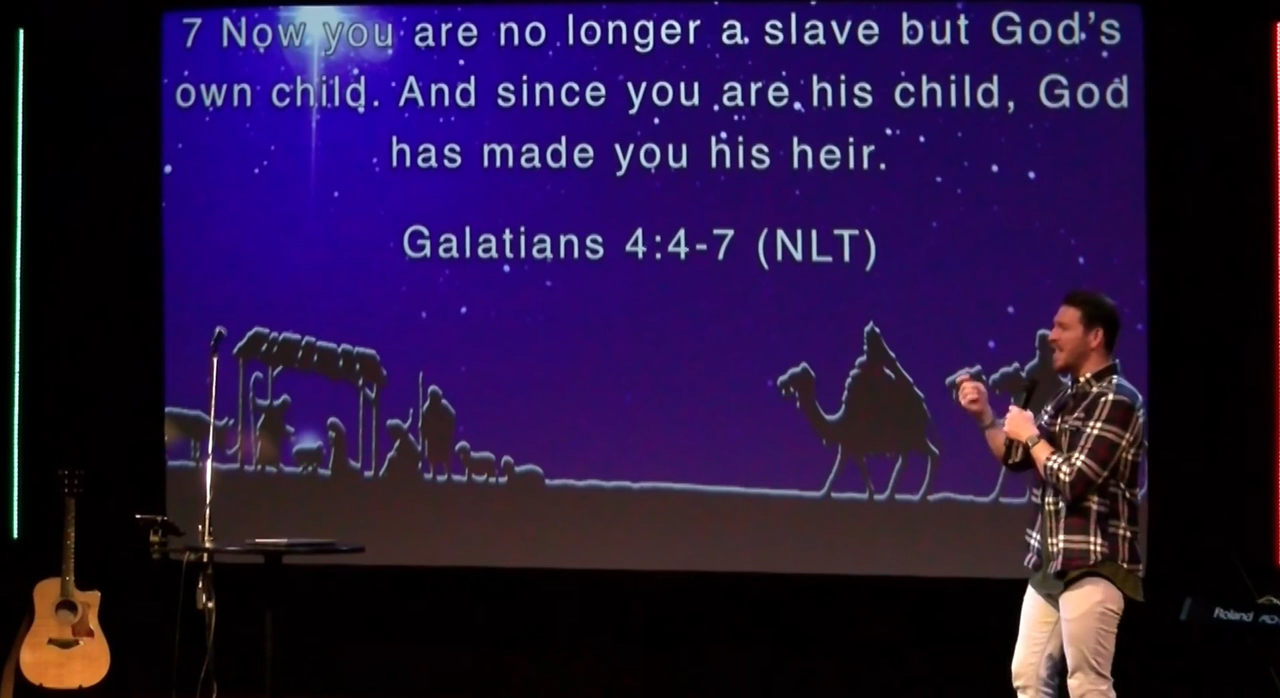 7 Now you are no longer a slave but God's
own child. And since you are his child, God
has made you his heir.
Galatians 4:4-7 (NLT)
Roland